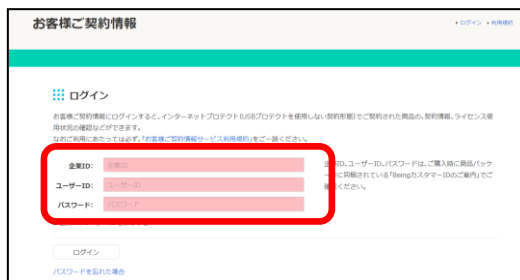 お客様ご契約情報
ログイン 利用規約
ログイン
お客様ご契約情報にログインすると、インターネットプロテクト(USBプロテクトを使用しない契約形態)でご契約された商品の、契約情報、ライセンス使
用状況の確認などができます。
なおご利用にあたっては必ず、「お客様ご契約情報サービス利用規約」をご一読ください。
企業ID: 企業ID
ユーザーID: ユーザーID
パスワード: パスワード
ID、ユーザーID、パスワードは、ご購入時に商品パッケ
に同梱されている「BeingカスタマーIDのご案内」でご
ください。
ログイン
パスワードを忘れた場合